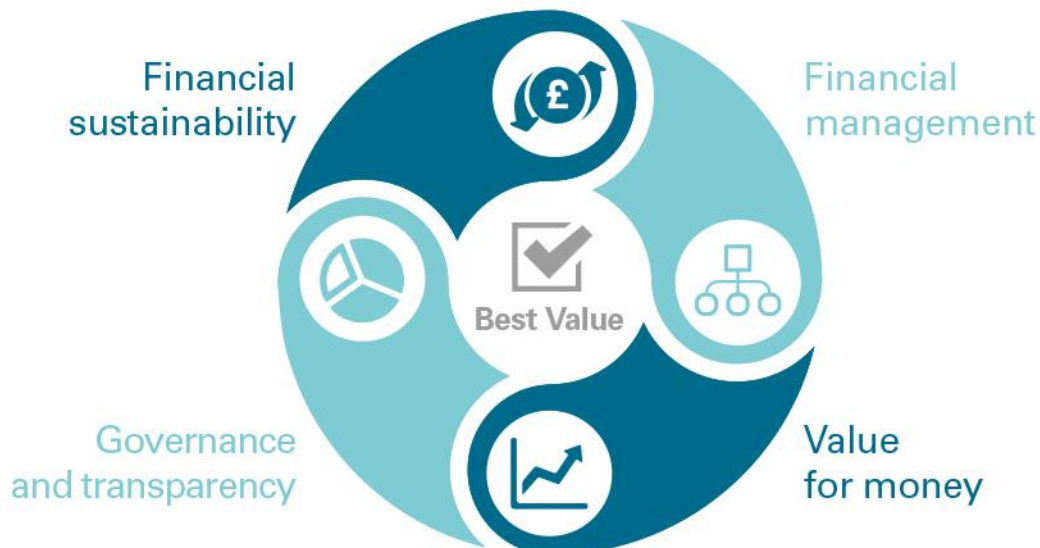 Financial
sustainability
£
Financial
management
Best Value
Governance
and transparency
Value
for money